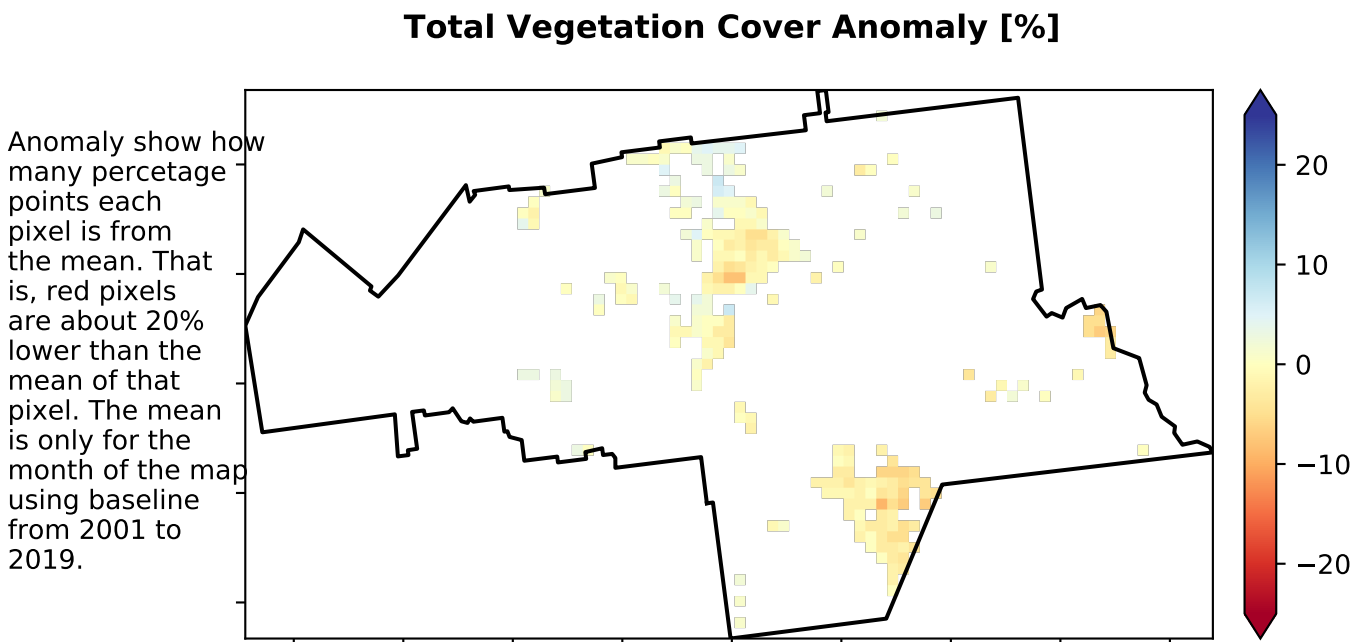 Total Vegetation Cover Anomaly [%]
Anomaly show how
many percetage
points each
pixel is from
the mean. That
is, red pixels
are about 20%
lower than the
mean of that
pixel. The mean
is only for the
month of the map
using baseline
from 2001 to
2019.
20
10
0
−10
−20